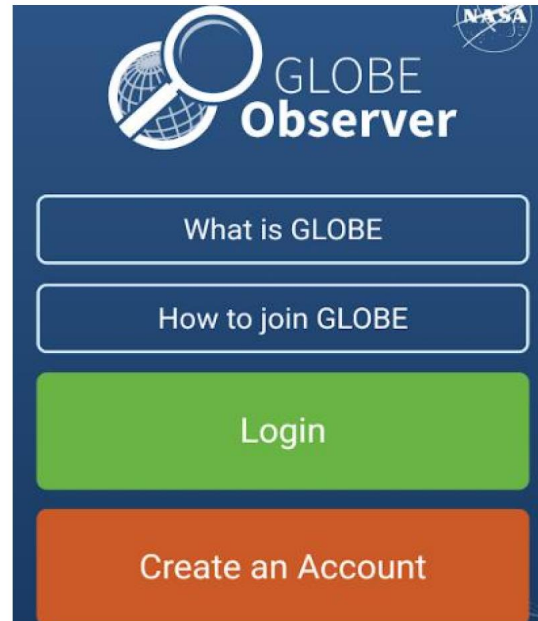 NASA
GLOBE
Observer
What is GLOBE
How to join GLOBE
Login
Create an Account